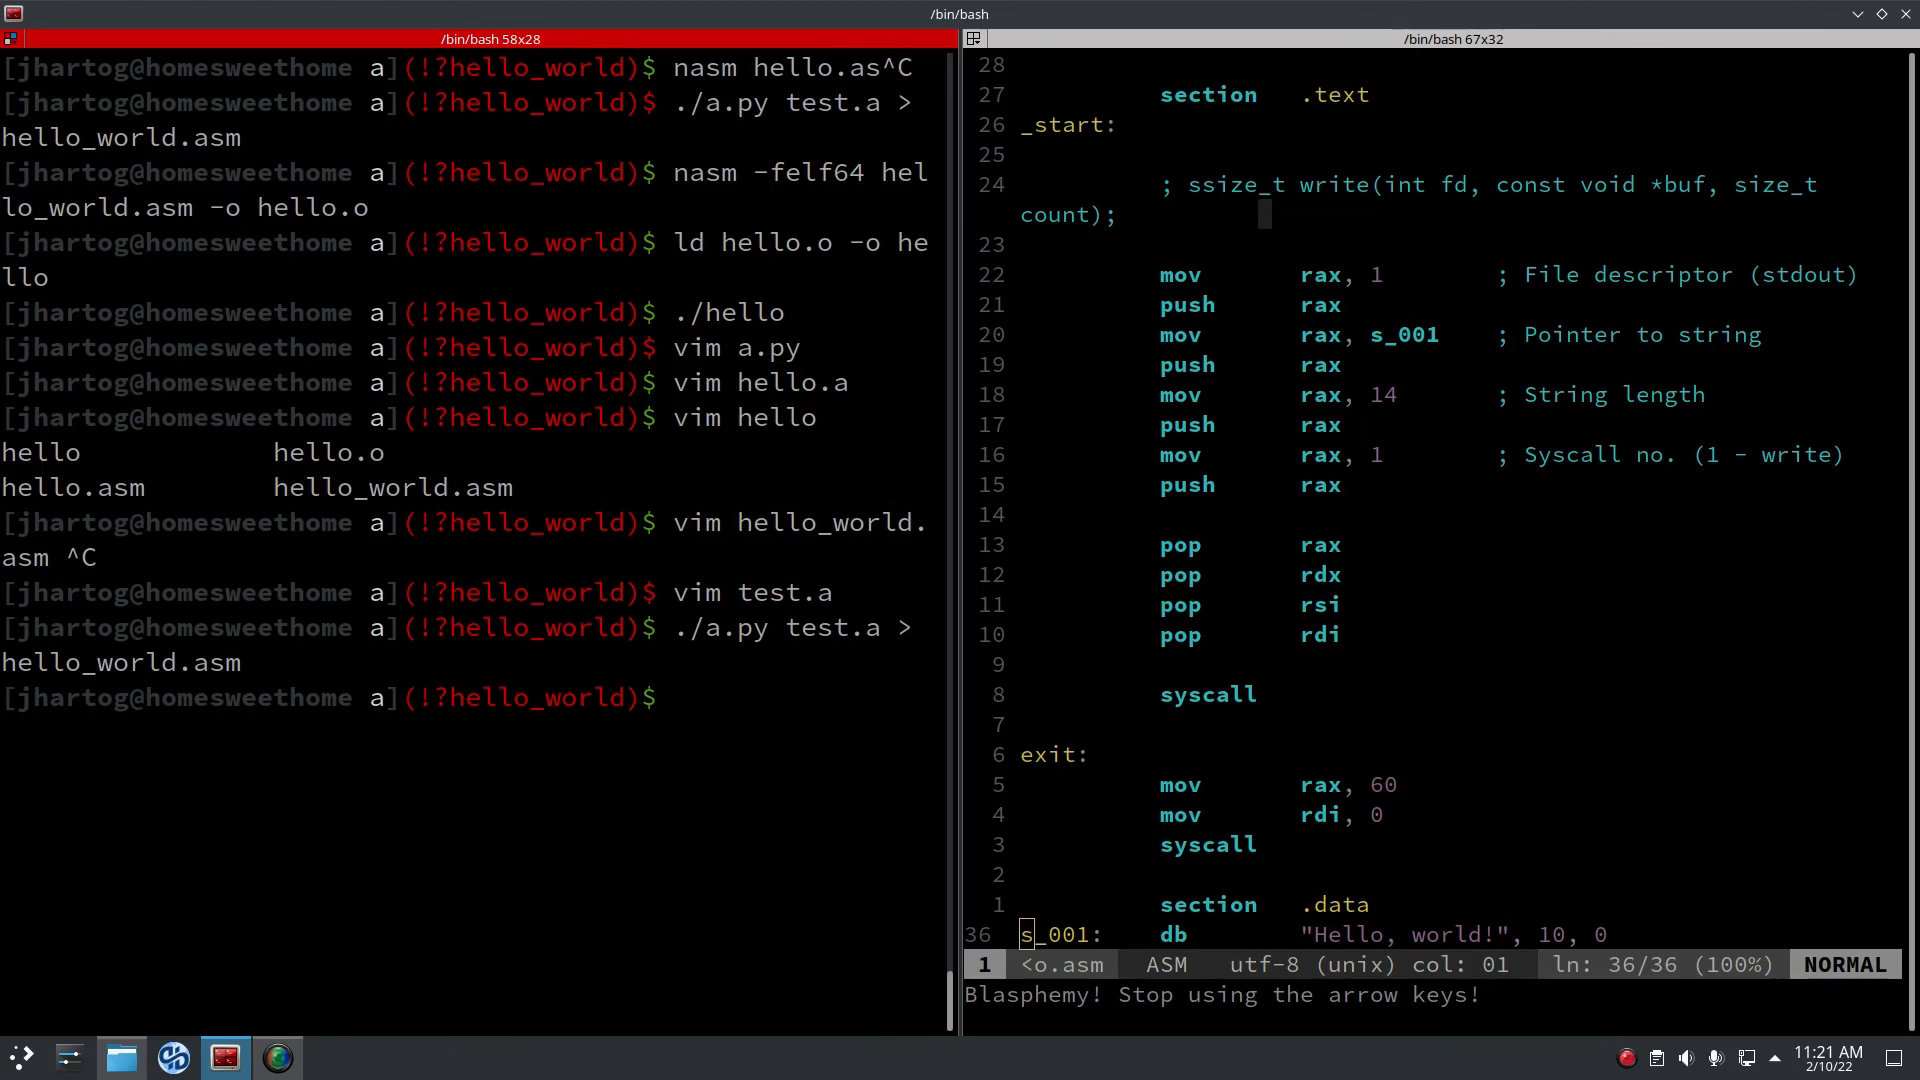 /bin/bash
/bin/bash 58x28
[jhartog@homesweethome a](!?hello_world)$ nasm hello.as^C
[jhartog@homesweethome a](!?hello_world)$ ./a.py test.a >
hello_world.asm
[jhartog@homesweethome a](!?hello_world)$ nasm -felf64 hel
lo_world.asm -o hello.o
[jhartog@homesweethome a](!?hello_world)$ ld hello.o -o he
llo
[jhartog@homesweethome a](!?hello_world)$ ./hello
[jhartog@homesweethome a](!?hello_world)$ vim a.py
[jhartog@homesweethome a](!?hello_world)$ vim hello.a
[jhartog@homesweethome a](!?hello_world)$ vim hello
hello            hello.o
hello.asm        hello_world.asm
[jhartog@homesweethome a](!?hello_world)$ vim hello_world.
asm ^C
[jhartog@homesweethome a](!?hello_world)$ vim test.a
[jhartog@homesweethome a](!?hello_world)$ ./a.py test.a >
hello_world.asm
[jhartog@homesweethome a](!?hello_world)$
/bin/bash 67x32
28
27           section   .text
26 _start:
25
24           ; ssize_t write(int fd, const void *buf, size_t
count);
23
22           mov       rax, 1        ; File descriptor (stdout)
21           push      rax
20           mov       rax, s_001    ; Pointer to string
19           push      rax
18           mov       rax, 14       ; String length
17           push      rax
16           mov       rax, 1        ; Syscall no. (1 - write)
15           push      rax
14
13           pop       rax
12           pop       rdx
11           pop       rsi
10           pop       rdi
9
8           syscall
7
6 exit:
5           mov       rax, 60
4           mov       rdi, 0
3           syscall
2
1           section   .data
36 s_001:    db        "Hello, world!", 10, 0
1 <o.asm ASM utf-8 (unix) col: 01 ln: 36/36 (100%) NORMAL
Blasphemy! Stop using the arrow keys!
11:21 AM
2/10/22